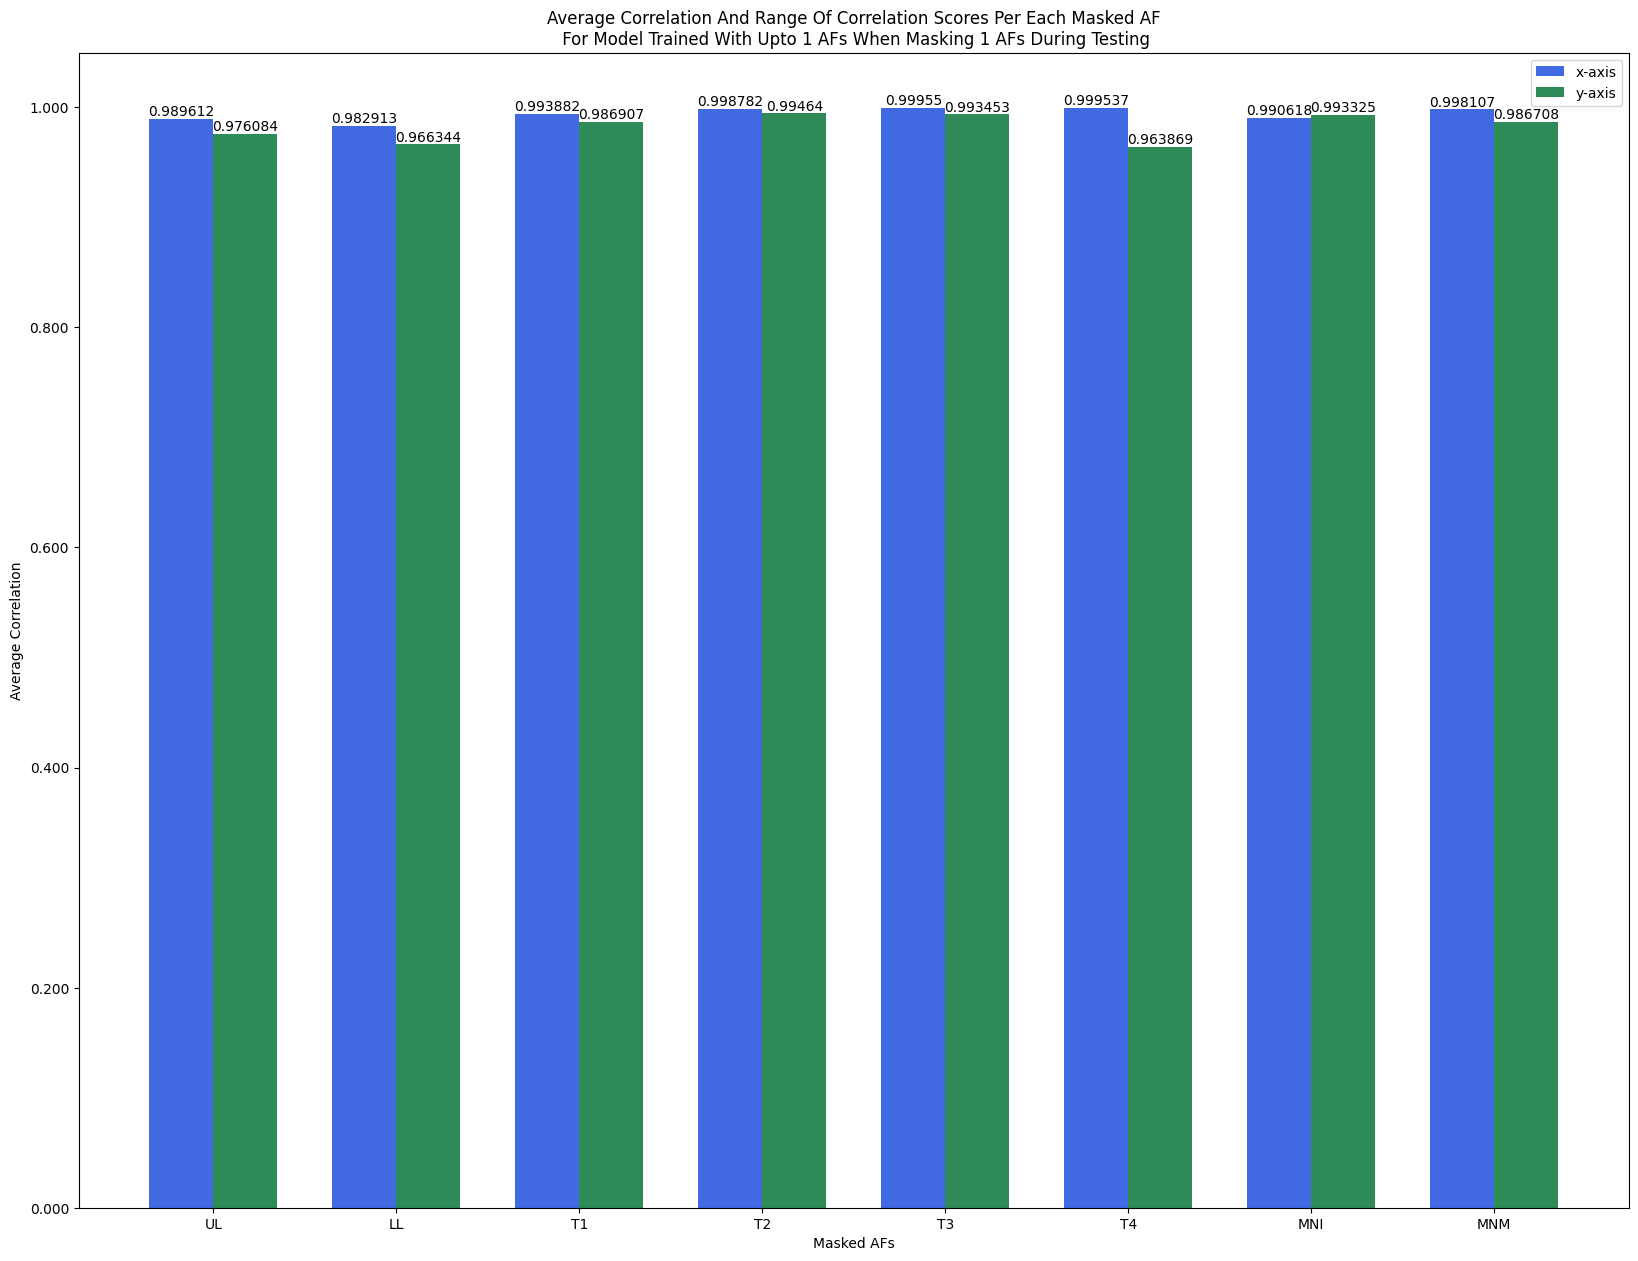 Average Correlation And Range Of Correlation Scores Per Each Masked AF
For Model Trained With Upto 1 AFs When Masking 1 AFs During Testing
x-axis
y-axis
1.000
0.800
0.600
0.400
0.200
0.000
Average Correlation
0.989612
0.976084
0.982913
0.966344
0.993882
0.986907
0.998782
0.99464
0.99955
0.993453
0.999537
0.963869
0.990618
0.993325
0.998107
0.986708
UL
LL
T1
T2
T3
T4
MNI
MNM
Masked AFs